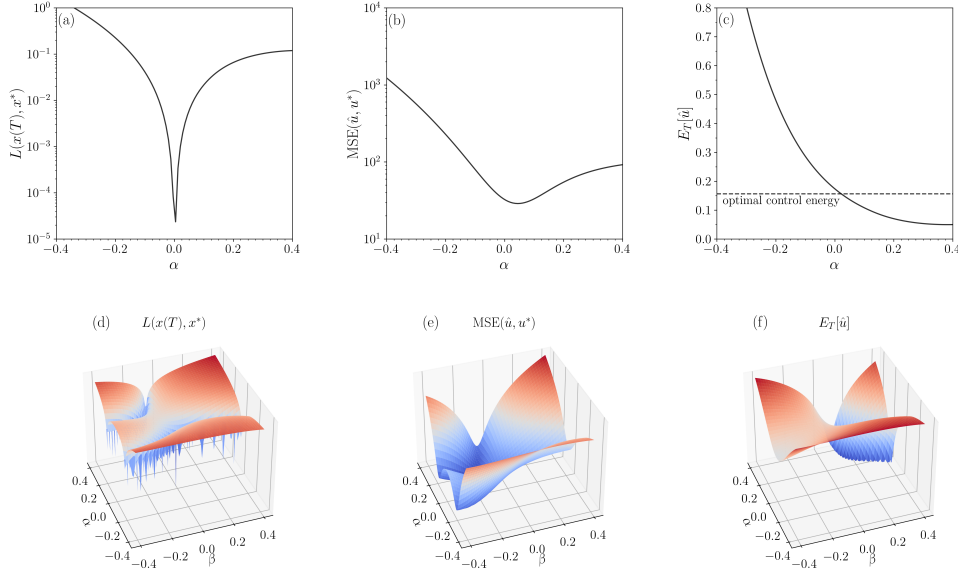 (a)
10^0
10^{-1}
10^{-2}
10^{-3}
10^{-4}
10^{-5}
L(x(T), x*)
−0.4 −0.2 0.0 0.2 0.4
α
(b)
10^4
10^3
10^2
10^1
MSE(û, u*)
−0.4 −0.2 0.0 0.2 0.4
α
(c)
0.8
0.7
0.6
0.5
0.4
0.3
0.2
0.1
0.0
E_T[û]
optimal control energy
−0.4 −0.2 0.0 0.2 0.4
α
(d) L(x(T), x*)
0.4
0.2
0.0
−0.2
−0.4
α
−0.4 −0.2 0.0 0.2 0.4
β
(e) MSE(û, u*)
0.4
0.2
0.0
−0.2
−0.4
α
−0.4 −0.2 0.0 0.2 0.4
β
(f) E_T[û]
0.4
0.2
0.0
−0.2
−0.4
α
−0.4 −0.2 0.0 0.2 0.4
β